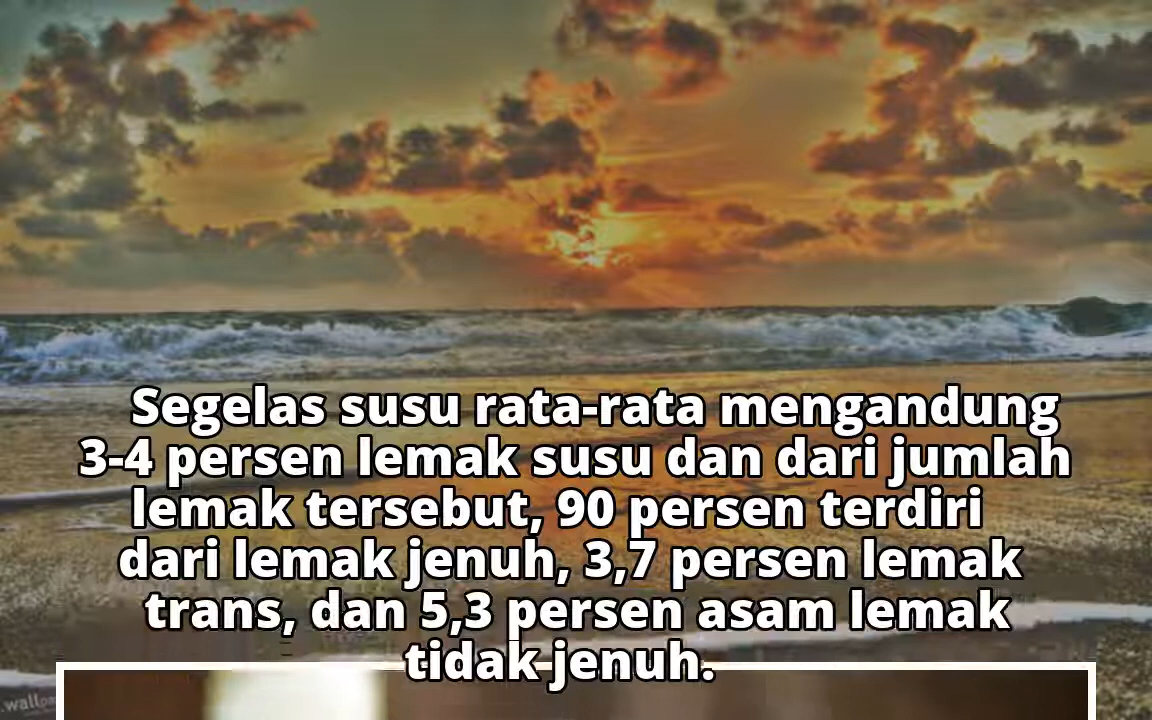 Segelas susu rata-rata mengandung
3-4 persen lemak susu dan dari jumlah
lemak tersebut, 90 persen terdiri
dari lemak jenuh, 3,7 persen lemak
trans, dan 5,3 persen asam lemak
tidak jenuh.